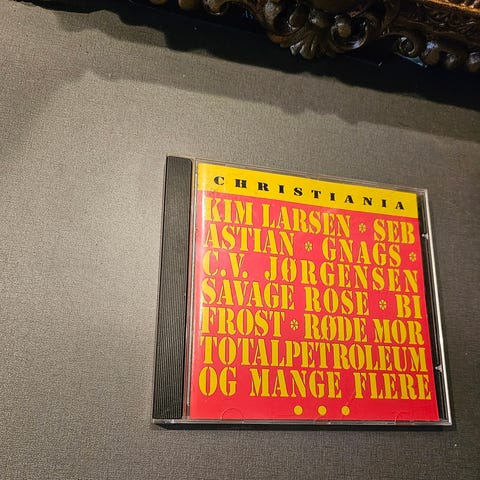 CHRISTIANIA
KIM LARSEN * SEB
ASTIAN * GNAGS *
C.V. JØRGENSEN
SAVAGE ROSE * BI
FROST * RØDE MOR
TOTALPETROLEUM
OG MANGE FLERE